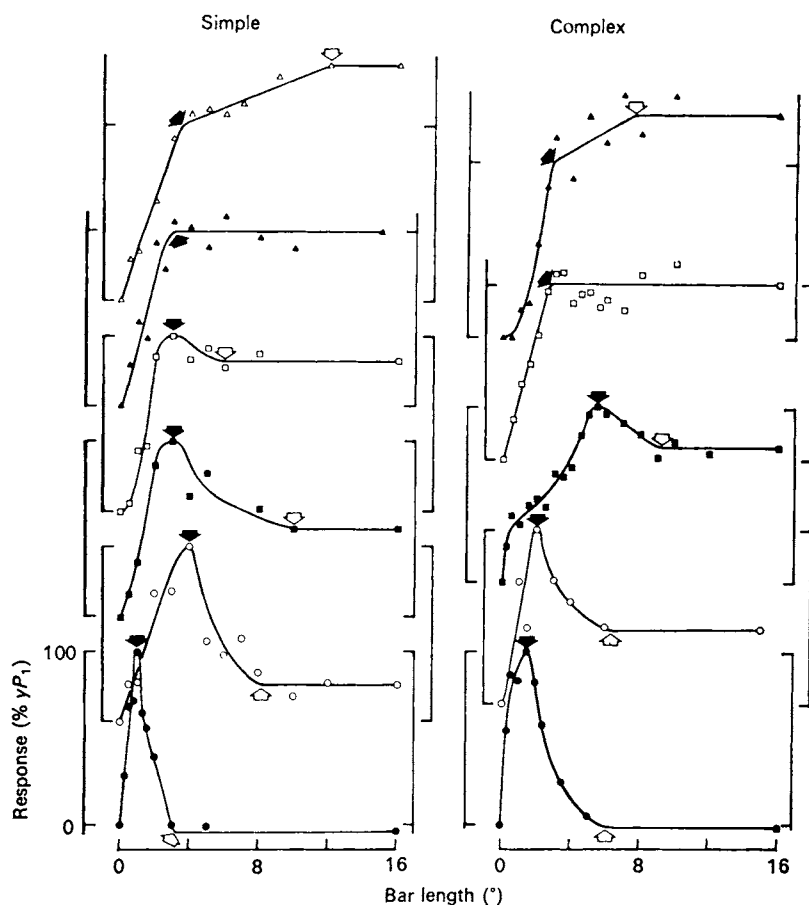 Simple
Complex
Response (% yP₁)
100
0
0 8 16
0 8 16
Bar length (°)